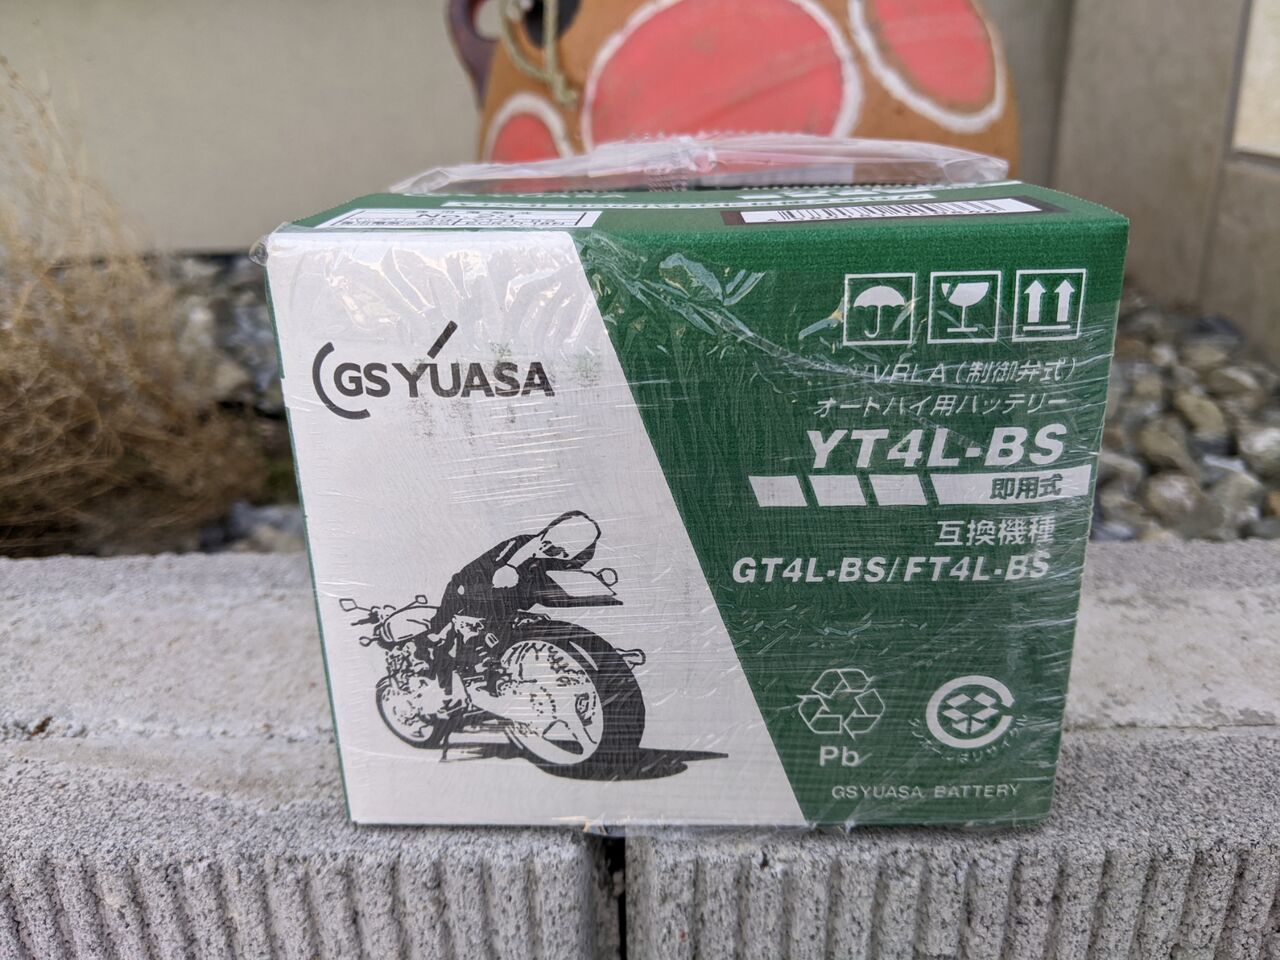 GS YUASA
VRLA(制御弁式)
オートバイ用バッテリー
YT4L-BS
即用式
互換機種
GT4L-BS/FT4L-BS
Pb
GSYUASA BATTERY